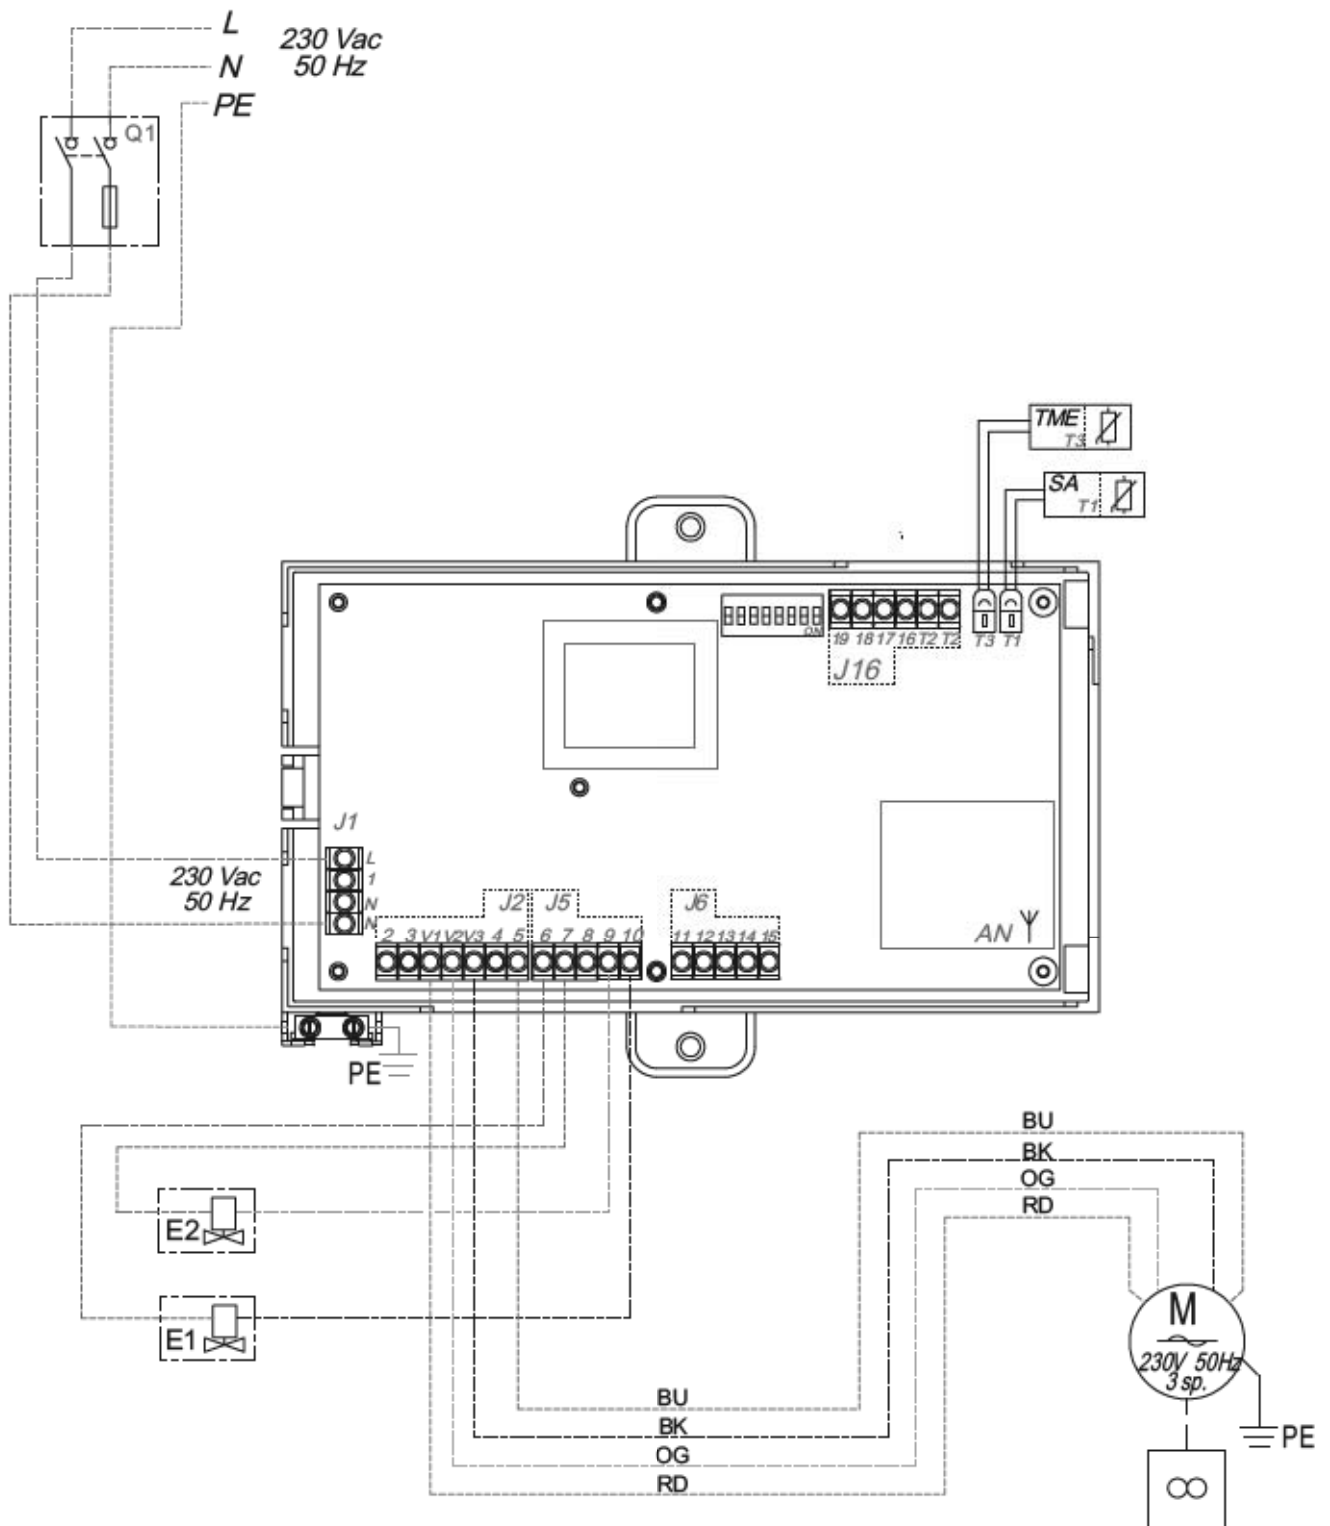 L
230 Vac
50 Hz
N
PE
Q1
TME
T3
SA
T1
ON
19 18 17 16 T2 T2 T3 T1
J16
J1
L
1
N
N
230 Vac
50 Hz
J2 J5 J6
2 3 V1 V2 V3 4 5 6 7 8 9 10 11 12 13 14 15
AN
PE
BU
BK
OG
RD
E2
E1
M
230V 50Hz
3 sp.
BU
BK
OG
RD
PE